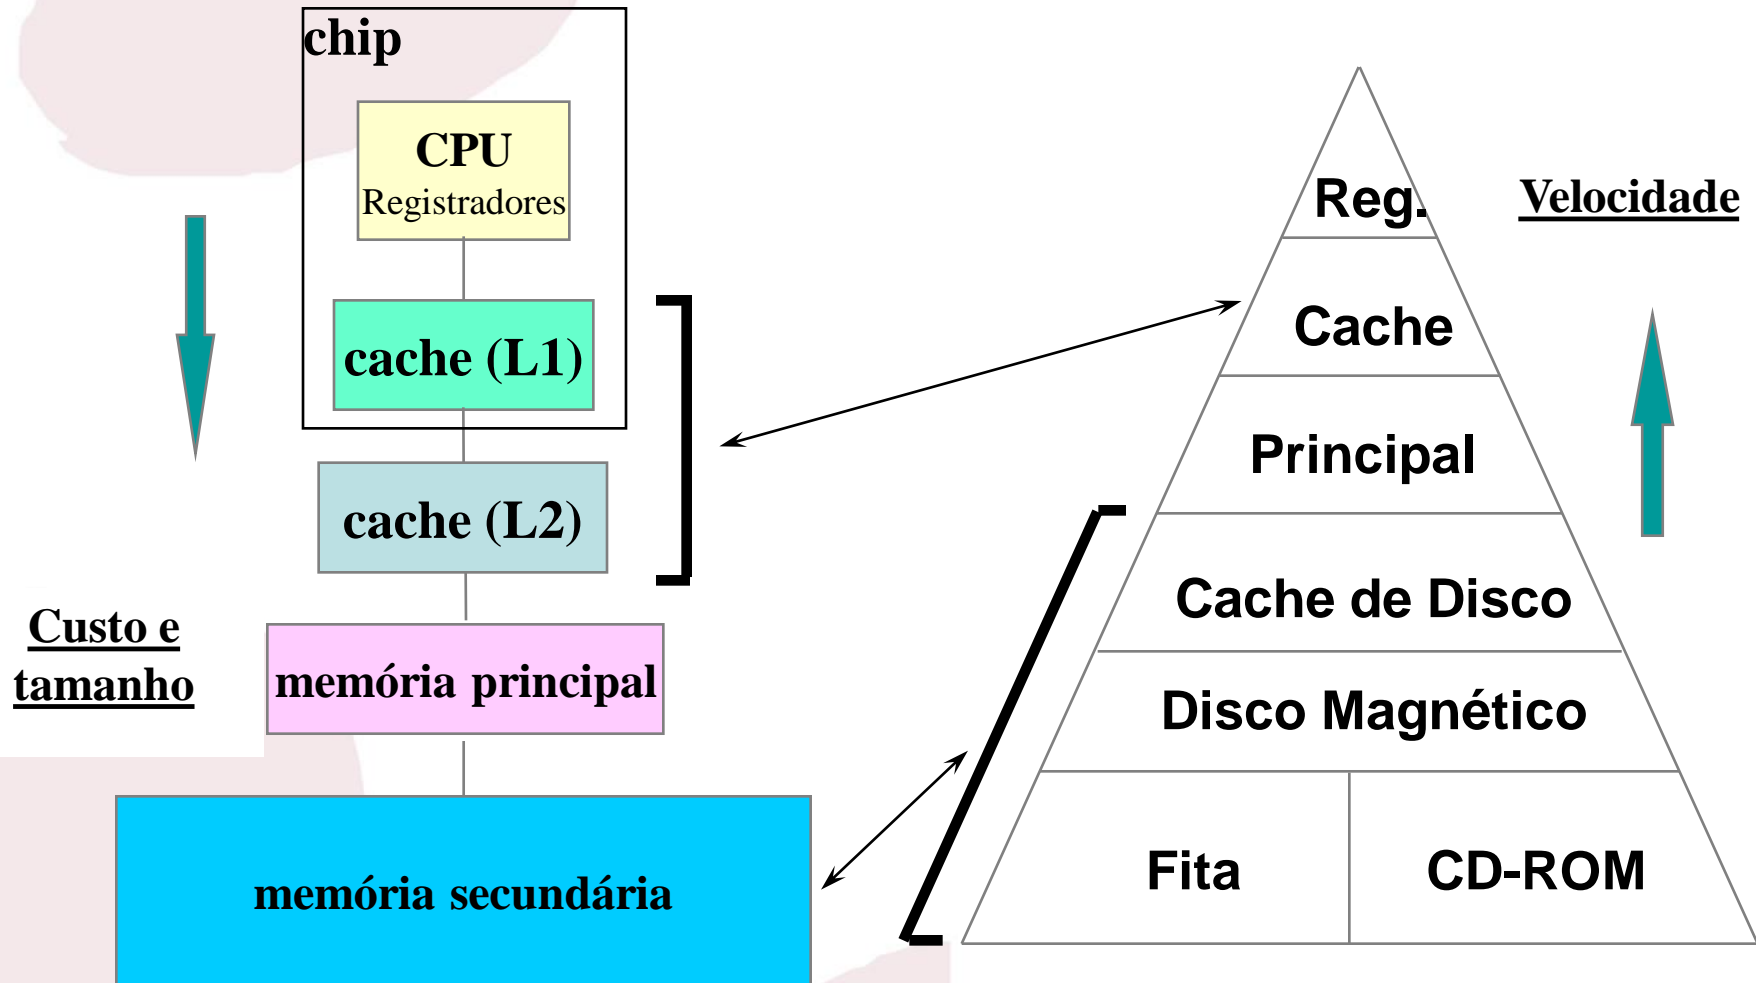 chip
CPU
Registradores
cache (L1)
cache (L2)
Custo e
tamanho
memória principal
memória secundária
Reg.
Velocidade
Cache
Principal
Cache de Disco
Disco Magnético
Fita
CD-ROM